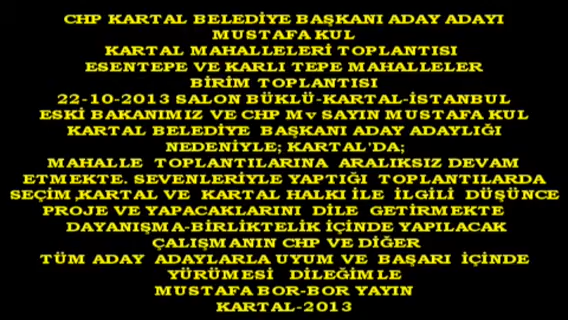 CHP KARTAL BELEDİYE BAŞKANI ADAY ADAYI
MUSTAFA KUL
KARTAL MAHALLELERİ TOPLANTISI
ESENTEPE VE KARLI TEPE MAHALLELER
BİRİM TOPLANTISI
22-10-2013 SALON BÜKLÜ-KARTAL-İSTANBUL
ESKİ BAKANIMIZ VE CHP Mv SAYIN MUSTAFA KUL
KARTAL BELEDİYE BAŞKANI ADAY ADAYLIĞI
NEDENİYLE; KARTAL'DA;
MAHALLE TOPLANTILARINA ARALIKSIZ DEVAM
ETMEKTE. SEVENLERİYLE YAPTIĞI TOPLANTILARDA
SEÇİM ,KARTAL VE KARTAL HALKI İLE İLGİLİ DÜŞÜNCE
PROJE VE YAPACAKLARINI DİLE GETİRMEKTE
DAYANIŞMA-BİRLİKTELİK İÇİNDE YAPILACAK
ÇALIŞMANIN CHP VE DİĞER
TÜM ADAY ADAYLARLA UYUM VE BAŞARI İÇİNDE
YÜRÜMESİ DİLEĞİMLE
MUSTAFA BOR-BOR YAYIN
KARTAL-2013